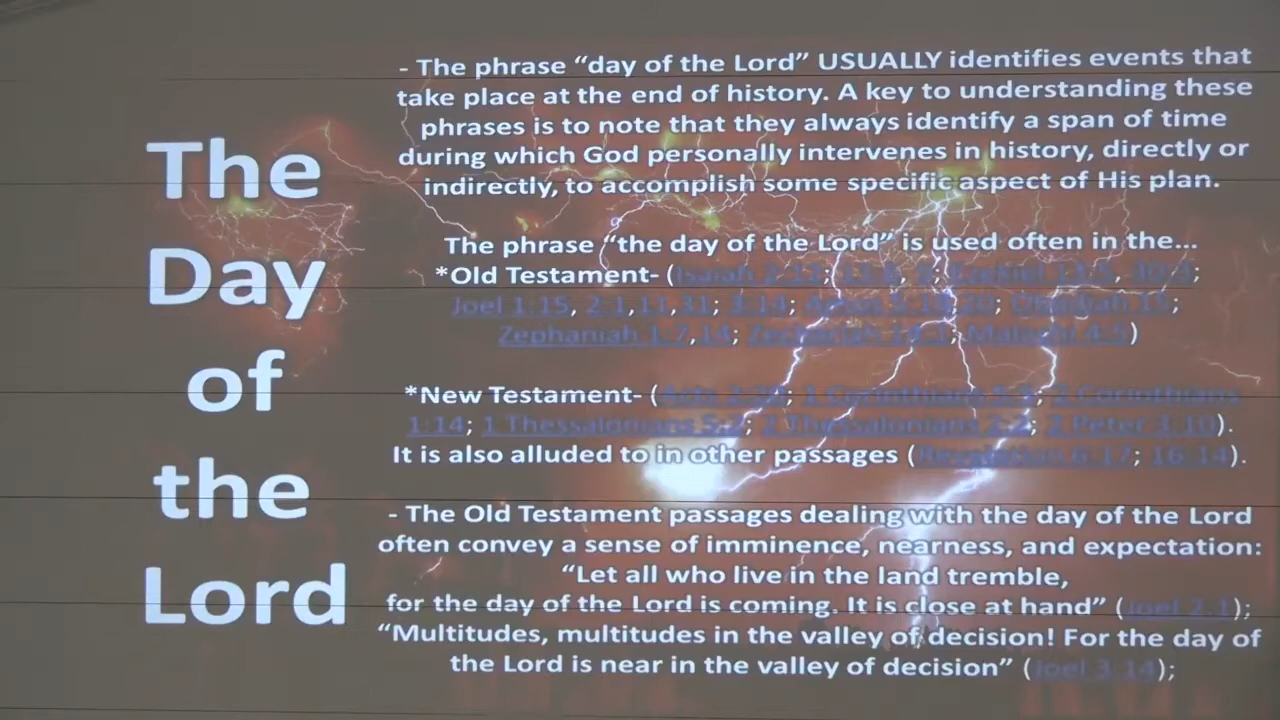 The
Day
of
the
Lord
- The phrase “day of the Lord” USUALLY identifies events that
take place at the end of history. A key to understanding these
phrases is to note that they always identify a span of time
during which God personally intervenes in history, directly or
indirectly, to accomplish some specific aspect of His plan.
The phrase “the day of the Lord” is used often in the...
*Old Testament- (Isaiah 2:12; 13:6, 9; Ezekiel 13:5, 30:3;
Joel 1:15, 2:1,11,31; 3:14; Amos 5:18,20; Obadiah 15;
Zephaniah 1:7,14; Zechariah 14:1; Malachi 4:5)
*New Testament- (Acts 2:20; 1 Corinthians 5:5; 2 Corinthians
1:14; 1 Thessalonians 5:2; 2 Thessalonians 2:2; 2 Peter 3:10).
It is also alluded to in other passages (Revelation 6:17; 16:14).
- The Old Testament passages dealing with the day of the Lord
often convey a sense of imminence, nearness, and expectation:
“Let all who live in the land tremble,
for the day of the Lord is coming. It is close at hand” (Joel 2:1);
“Multitudes, multitudes in the valley of decision! For the day of
the Lord is near in the valley of decision” (Joel 3:14);